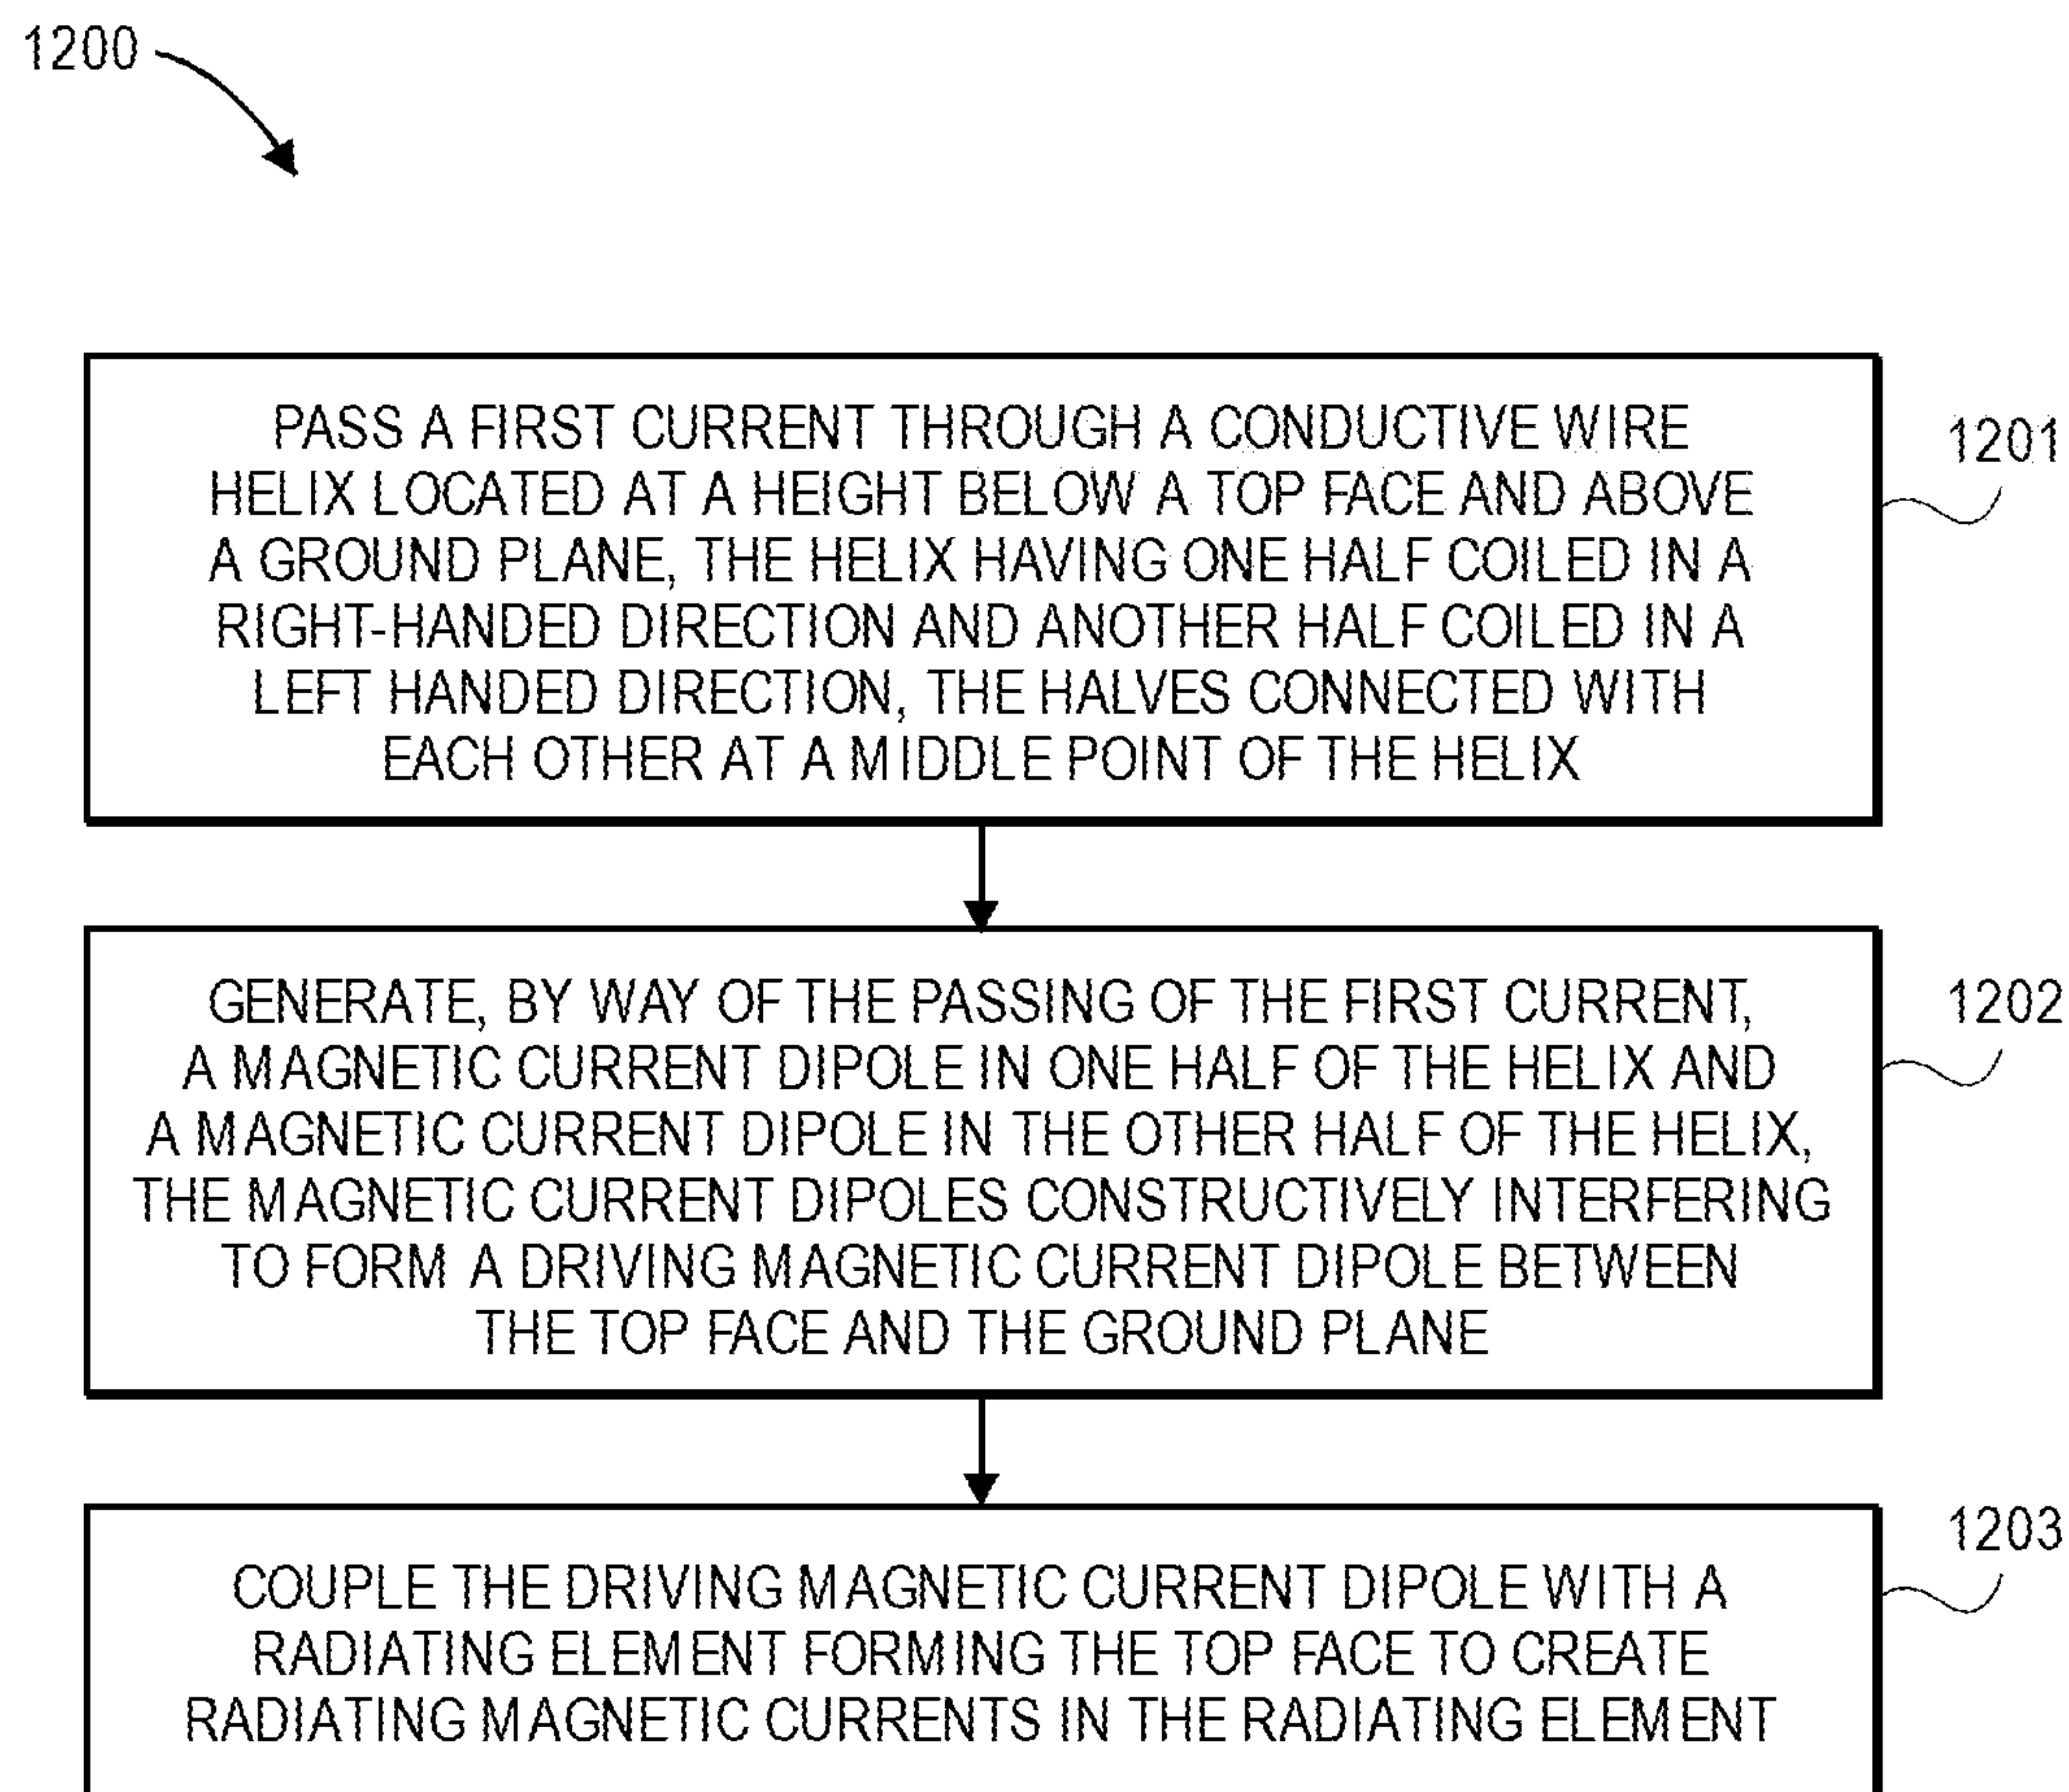 1200
PASS A FIRST CURRENT THROUGH A CONDUCTIVE WIRE
HELIX LOCATED AT A HEIGHT BELOW A TOP FACE AND ABOVE
A GROUND PLANE, THE HELIX HAVING ONE HALF COILED IN A
RIGHT-HANDED DIRECTION AND ANOTHER HALF COILED IN A
LEFT HANDED DIRECTION, THE HALVES CONNECTED WITH
EACH OTHER AT A MIDDLE POINT OF THE HELIX
1201
GENERATE, BY WAY OF THE PASSING OF THE FIRST CURRENT,
A MAGNETIC CURRENT DIPOLE IN ONE HALF OF THE HELIX AND
A MAGNETIC CURRENT DIPOLE IN THE OTHER HALF OF THE HELIX,
THE MAGNETIC CURRENT DIPOLES CONSTRUCTIVELY INTERFERING
TO FORM A DRIVING MAGNETIC CURRENT DIPOLE BETWEEN
THE TOP FACE AND THE GROUND PLANE
1202
COUPLE THE DRIVING MAGNETIC CURRENT DIPOLE WITH A
RADIATING ELEMENT FORMING THE TOP FACE TO CREATE
RADIATING MAGNETIC CURRENTS IN THE RADIATING ELEMENT
1203